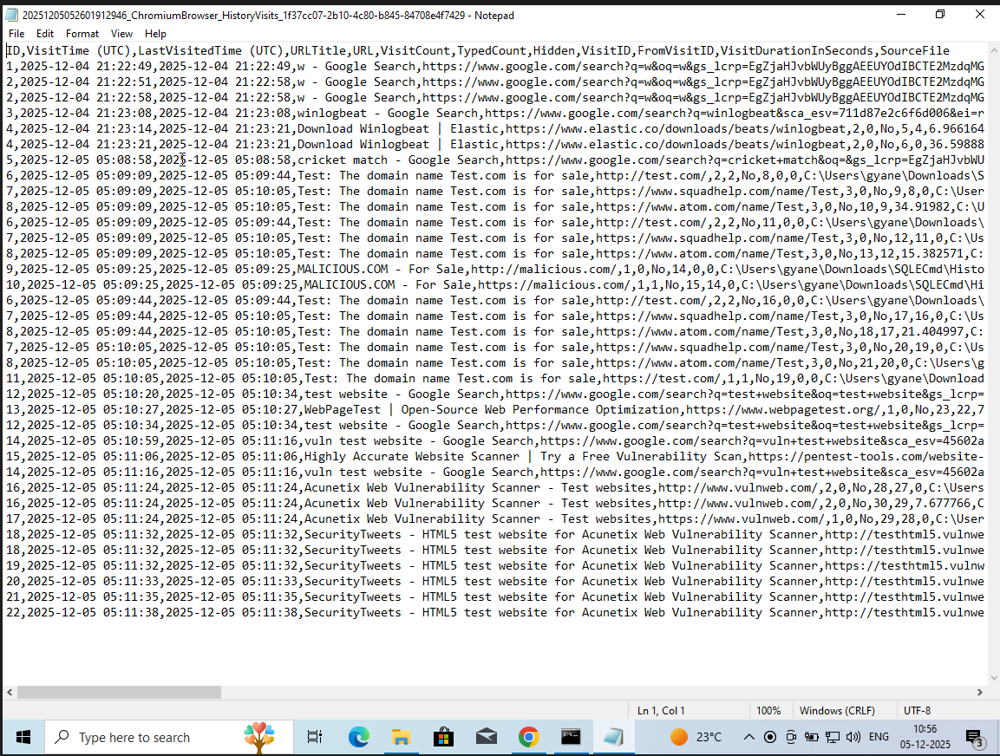 20251205052601912946_ChromiumBrowser_HistoryVisits_1f37cc07-2b10-4c80-b845-84708e4f7429 - Notepad
File Edit Format View Help
ID,VisitTime (UTC),LastVisitedTime (UTC),URLTitle,URL,VisitCount,TypedCount,Hidden,VisitID,FromVisitID,VisitDurationInSeconds,SourceFile
1,2025-12-04 21:22:49,2025-12-04 21:22:49,w - Google Search,https://www.google.com/search?q=w&oq=w&gs_lcrp=EgZjaHJvbWUyBggAEEUYOdIBCTE2MzdqMG
2,2025-12-04 21:22:51,2025-12-04 21:22:58,w - Google Search,https://www.google.com/search?q=w&oq=w&gs_lcrp=EgZjaHJvbWUyBggAEEUYOdIBCTE2MzdqMG
2,2025-12-04 21:22:58,2025-12-04 21:22:58,w - Google Search,https://www.google.com/search?q=w&oq=w&gs_lcrp=EgZjaHJvbWUyBggAEEUYOdIBCTE2MzdqMG
3,2025-12-04 21:23:08,2025-12-04 21:23:08,winlogbeat - Google Search,https://www.google.com/search?q=winlogbeat&sca_esv=711d87e2c6f6d006&ei=r
4,2025-12-04 21:23:14,2025-12-04 21:23:21,Download Winlogbeat | Elastic,https://www.elastic.co/downloads/beats/winlogbeat,2,0,No,5,4,6.966164
4,2025-12-04 21:23:21,2025-12-04 21:23:21,Download Winlogbeat | Elastic,https://www.elastic.co/downloads/beats/winlogbeat,2,0,No,6,0,36.59888
5,2025-12-05 05:08:58,2025-12-05 05:08:58,cricket match - Google Search,https://www.google.com/search?q=cricket+match&oq=&gs_lcrp=EgZjaHJvbWU
6,2025-12-05 05:09:09,2025-12-05 05:09:44,Test: The domain name Test.com is for sale,http://test.com/,2,2,No,8,0,0,C:\Users\gyane\Downloads\S
7,2025-12-05 05:09:09,2025-12-05 05:10:05,Test: The domain name Test.com is for sale,https://www.squadhelp.com/name/Test,3,0,No,9,8,0,C:\User
8,2025-12-05 05:09:09,2025-12-05 05:10:05,Test: The domain name Test.com is for sale,https://www.atom.com/name/Test,3,0,No,10,9,34.91982,C:\U
6,2025-12-05 05:09:09,2025-12-05 05:09:44,Test: The domain name Test.com is for sale,http://test.com/,2,2,No,11,0,0,C:\Users\gyane\Downloads\
7,2025-12-05 05:09:09,2025-12-05 05:10:05,Test: The domain name Test.com is for sale,https://www.squadhelp.com/name/Test,3,0,No,12,11,0,C:\Us
8,2025-12-05 05:09:09,2025-12-05 05:10:05,Test: The domain name Test.com is for sale,https://www.atom.com/name/Test,3,0,No,13,12,15.382571,C:
9,2025-12-05 05:09:25,2025-12-05 05:09:25,MALICIOUS.COM - For Sale,http://malicious.com/,1,0,No,14,0,0,C:\Users\gyane\Downloads\SQLECmd\Histo
10,2025-12-05 05:09:25,2025-12-05 05:09:25,MALICIOUS.COM - For Sale,https://malicious.com/,1,1,No,15,14,0,C:\Users\gyane\Downloads\SQLECmd\Hi
6,2025-12-05 05:09:44,2025-12-05 05:09:44,Test: The domain name Test.com is for sale,http://test.com/,2,2,No,16,0,0,C:\Users\gyane\Downloads\
7,2025-12-05 05:09:44,2025-12-05 05:10:05,Test: The domain name Test.com is for sale,https://www.squadhelp.com/name/Test,3,0,No,17,16,0,C:\Us
8,2025-12-05 05:09:44,2025-12-05 05:10:05,Test: The domain name Test.com is for sale,https://www.atom.com/name/Test,3,0,No,18,17,21.404997,C:
7,2025-12-05 05:10:05,2025-12-05 05:10:05,Test: The domain name Test.com is for sale,https://www.squadhelp.com/name/Test,3,0,No,20,19,0,C:\Us
8,2025-12-05 05:10:05,2025-12-05 05:10:05,Test: The domain name Test.com is for sale,https://www.atom.com/name/Test,3,0,No,21,20,0,C:\Users\g
11,2025-12-05 05:10:05,2025-12-05 05:10:05,Test: The domain name Test.com is for sale,https://test.com/,1,1,No,19,0,0,C:\Users\gyane\Download
12,2025-12-05 05:10:20,2025-12-05 05:10:34,test website - Google Search,https://www.google.com/search?q=test+website&oq=test+website&gs_lcrp=
13,2025-12-05 05:10:27,2025-12-05 05:10:27,WebPageTest | Open-Source Web Performance Optimization,https://www.webpagetest.org/,1,0,No,23,22,7
12,2025-12-05 05:10:34,2025-12-05 05:10:34,test website - Google Search,https://www.google.com/search?q=test+website&oq=test+website&gs_lcrp=
14,2025-12-05 05:10:59,2025-12-05 05:11:16,vuln test website - Google Search,https://www.google.com/search?q=vuln+test+website&sca_esv=45602a
15,2025-12-05 05:11:06,2025-12-05 05:11:06,Highly Accurate Website Scanner | Try a Free Vulnerability Scan,https://pentest-tools.com/website-
14,2025-12-05 05:11:16,2025-12-05 05:11:16,vuln test website - Google Search,https://www.google.com/search?q=vuln+test+website&sca_esv=45602a
16,2025-12-05 05:11:24,2025-12-05 05:11:24,Acunetix Web Vulnerability Scanner - Test websites,http://www.vulnweb.com/,2,0,No,28,27,0,C:\Users
16,2025-12-05 05:11:24,2025-12-05 05:11:24,Acunetix Web Vulnerability Scanner - Test websites,http://www.vulnweb.com/,2,0,No,30,29,7.677766,C
17,2025-12-05 05:11:24,2025-12-05 05:11:24,Acunetix Web Vulnerability Scanner - Test websites,https://www.vulnweb.com/,1,0,No,29,28,0,C:\User
18,2025-12-05 05:11:32,2025-12-05 05:11:32,SecurityTweets - HTML5 test website for Acunetix Web Vulnerability Scanner,http://testhtml5.vulnwe
18,2025-12-05 05:11:32,2025-12-05 05:11:32,SecurityTweets - HTML5 test website for Acunetix Web Vulnerability Scanner,http://testhtml5.vulnwe
19,2025-12-05 05:11:32,2025-12-05 05:11:32,SecurityTweets - HTML5 test website for Acunetix Web Vulnerability Scanner,https://testhtml5.vulnw
20,2025-12-05 05:11:33,2025-12-05 05:11:33,SecurityTweets - HTML5 test website for Acunetix Web Vulnerability Scanner,http://testhtml5.vulnwe
21,2025-12-05 05:11:35,2025-12-05 05:11:35,SecurityTweets - HTML5 test website for Acunetix Web Vulnerability Scanner,http://testhtml5.vulnwe
22,2025-12-05 05:11:38,2025-12-05 05:11:38,SecurityTweets - HTML5 test website for Acunetix Web Vulnerability Scanner,http://testhtml5.vulnwe
Ln 1, Col 1 100% Windows (CRLF) UTF-8
Type here to search
23°C
ENG
10:56
05-12-2025
3